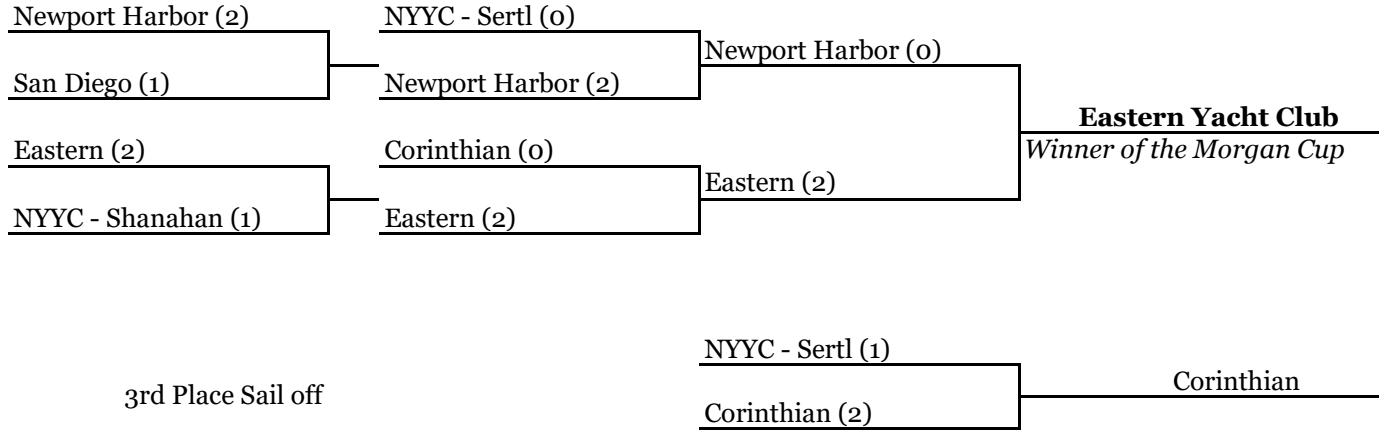 Newport Harbor (2)
NYYC - Sertl (0)
Newport Harbor (0)
San Diego (1)
Newport Harbor (2)
Eastern Yacht Club
Eastern (2)
Corinthian (0)
Winner of the Morgan Cup
Eastern (2)
NYYC - Shanahan (1)
Eastern (2)
NYYC - Sertl (1)
Corinthian
3rd Place Sail off
Corinthian (2)